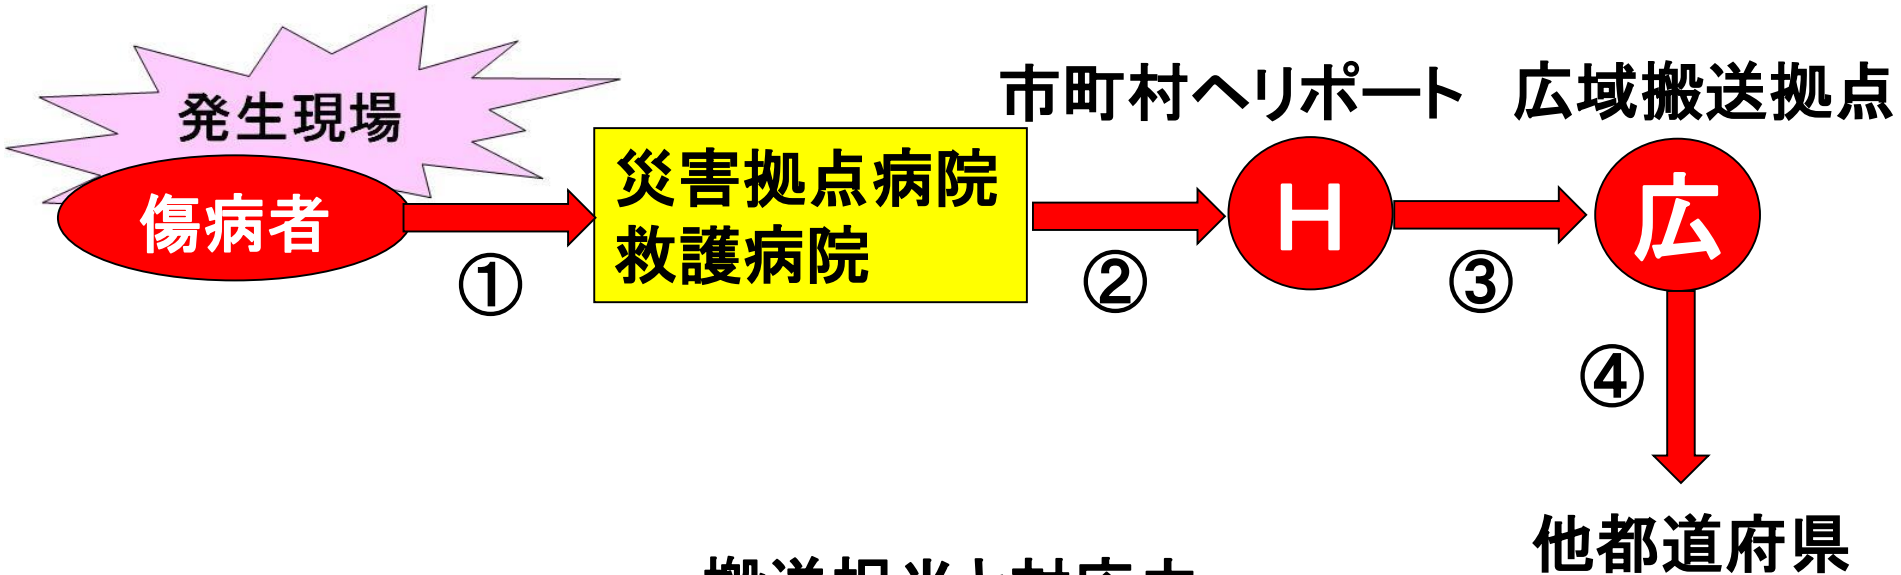 発生現場
傷病者
①
災害拠点病院
救護病院
②
市町村ヘリポート
H
③
広域搬送拠点
広
④
他都道府県